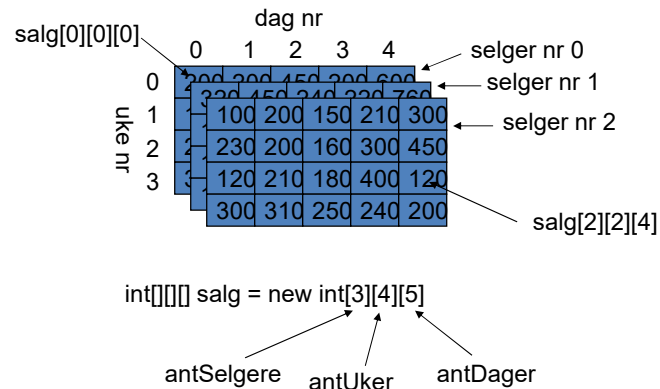 dag nr
salg[0][0][0]
0 1 2 3 4
selger nr 0
0
selger nr 1
1
100 200 150 210 300
selger nr 2
uke nr
2
230 200 160 300 450
3
120 210 180 400 120
300 310 250 240 200
salg[2][2][4]
int[][][] salg = new int[3][4][5]
antSelgere antUker antDager